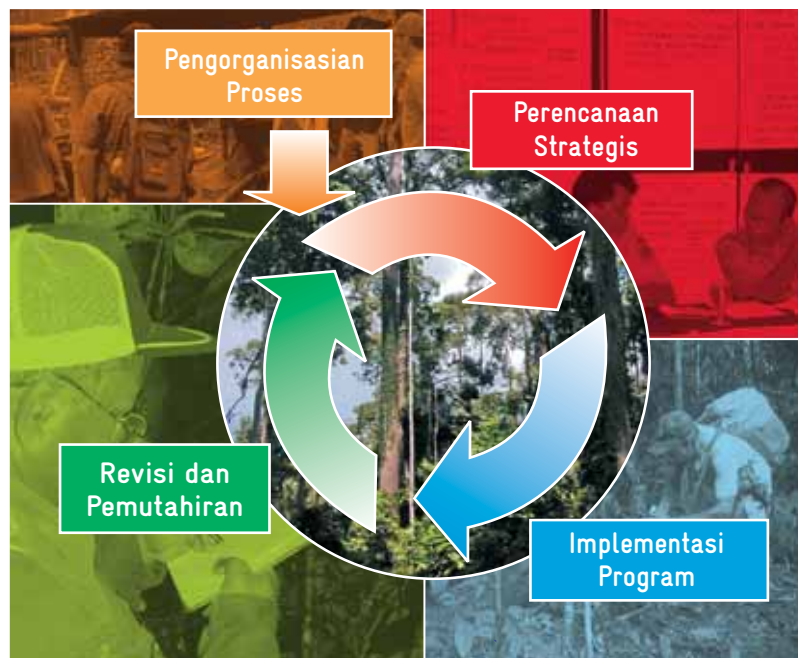 Pengorganisasian
Proses
Perencanaan
Strategis
Implementasi
Program
Revisi dan
Pemutahiran